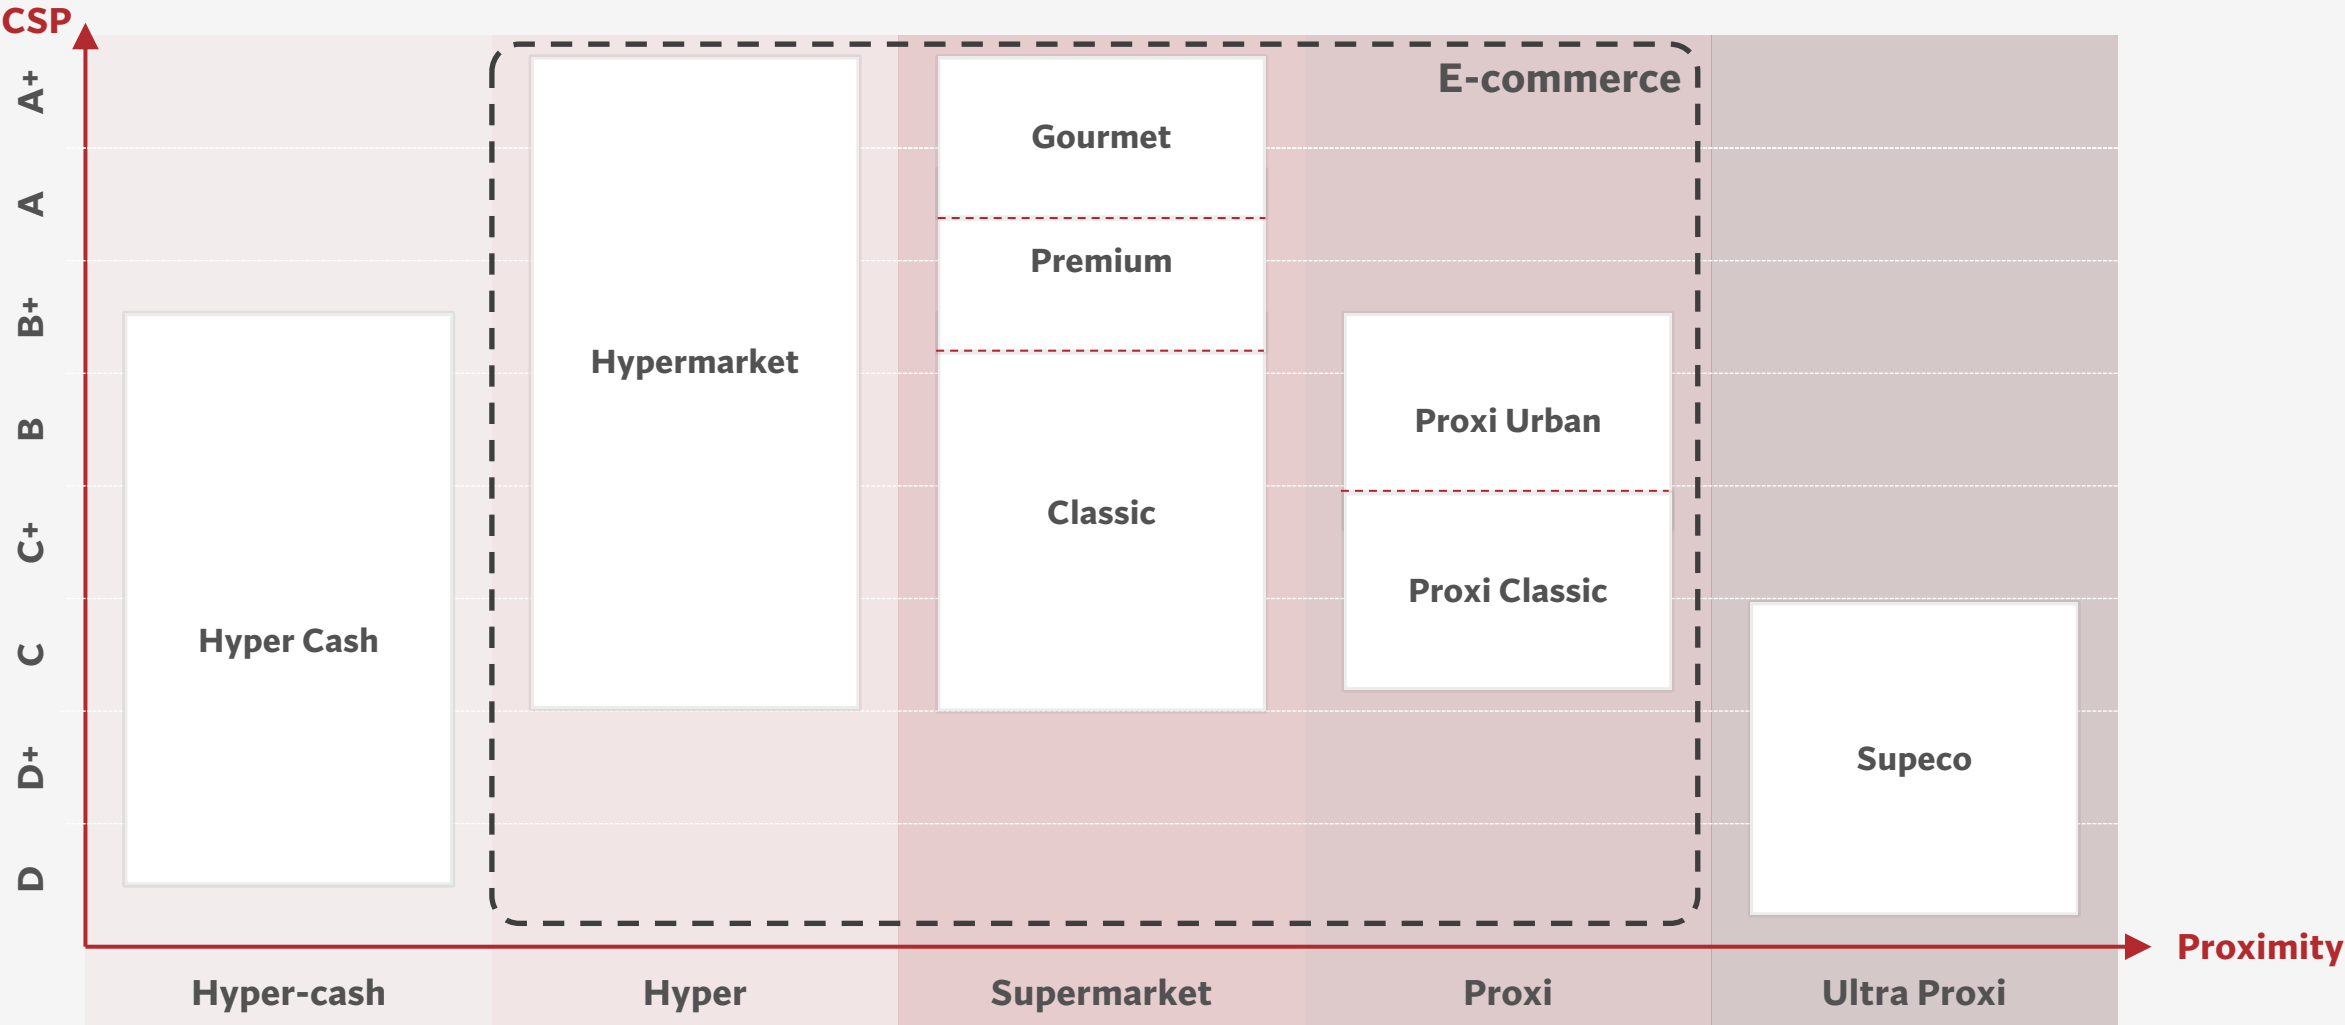 CSP
A+
A
B+
B
C+
C
D+
D
E-commerce
Gourmet
Premium
Hypermarket
Classic
Hyper Cash
Proxi Urban
Proxi Classic
Supeco
Proximity
Hyper-cash
Hyper
Supermarket
Proxi
Ultra Proxi